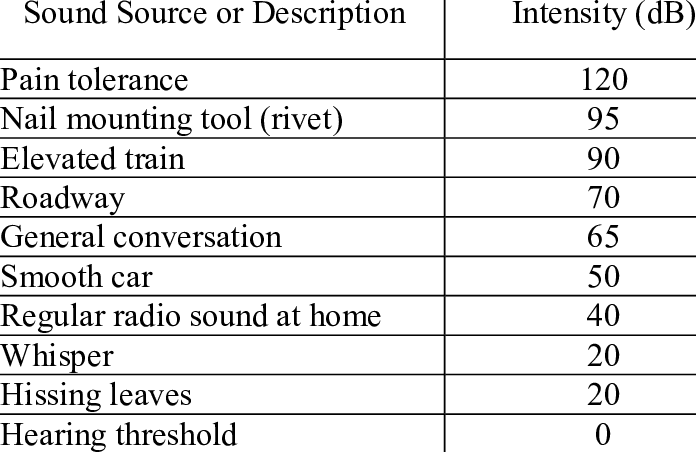 Sound Source or Description Intensity (dB)
Pain tolerance 120
Nail mounting tool (rivet) 95
Elevated train 90
Roadway 70
General conversation 65
Smooth car 50
Regular radio sound at home 40
Whisper 20
Hissing leaves 20
Hearing threshold 0